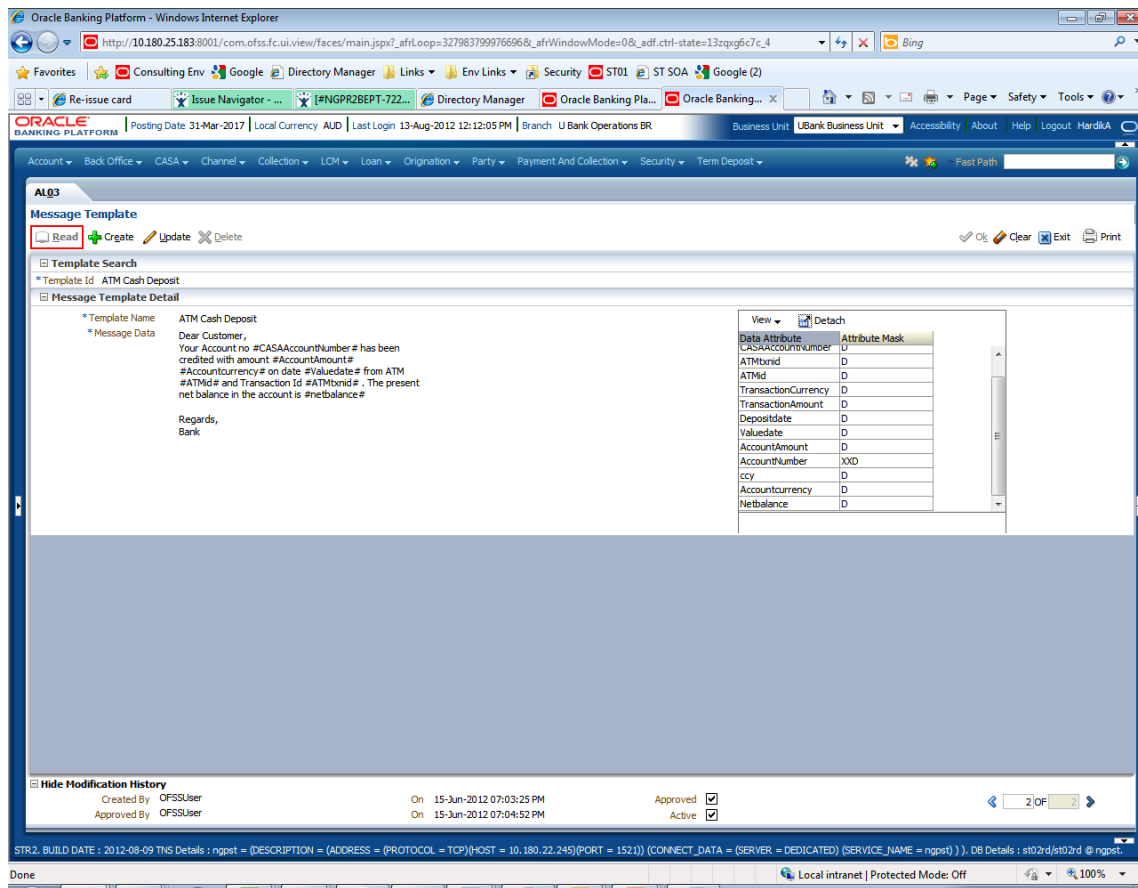 Oracle Banking Platform - Windows Internet Explorer
http://10.180.25.183:8001/com.ofss.fc.ui.view/faces/main.jspx?_afrLoop=327983799976696&_afrWindowMode=0&_adf.ctrl-state=13zqxg6c7c_4
Bing
Favorites Consulting Env Google Directory Manager Links Env Links Security ST01 ST SOA Google (2)
Re-issue card Issue Navigator - ... [#NGPR2BEPT-722... Directory Manager Oracle Banking Pla... Oracle Banking... X Page Safety Tools
ORACLE
BANKING PLATFORM
Posting Date 31-Mar-2017 Local Currency AUD Last Login 13-Aug-2012 12:12:05 PM Branch U Bank Operations BR Business Unit UBank Business Unit Accessibility About Help Logout HardikA
Account Back Office CASA Channel Collection LCM Loan Origination Party Payment And Collection Security Term Deposit Fast Path
AL03
Message Template
Read Create Update Delete Ok Clear Exit Print
Template Search
* Template Id ATM Cash Deposit
Message Template Detail
* Template Name ATM Cash Deposit
* Message Data Dear Customer,
Your Account no #CASAAccountNumber# has been
credited with amount #AccountAmount#
#Accountcurrency# on date #Valuedate# from ATM
#ATMid# and Transaction Id #ATMtxnid# . The present
net balance in the account is #netbalance#
Regards,
Bank
View Detach
Data Attribute Attribute Mask
CASAAccountNumber D
ATMtxnid D
ATMid D
TransactionCurrency D
TransactionAmount D
Depositdate D
Valuedate D
AccountAmount D
AccountNumber XXD
ccy D
Accountcurrency D
Netbalance D
Hide Modification History
Created By OFSSUser On 15-Jun-2012 07:03:25 PM Approved
Approved By OFSSUser On 15-Jun-2012 07:04:52 PM Active
2 OF 2
STR2. BUILD DATE : 2012-08-09 TNS Details : ngpst = (DESCRIPTION = (ADDRESS = (PROTOCOL = TCP)(HOST = 10.180.22.245)(PORT = 1521)) (CONNECT_DATA = (SERVER = DEDICATED) (SERVICE_NAME = ngpst) ) ). DB Details : st02rd/st02rd @ ngpst.
Done Local intranet | Protected Mode: Off 100%